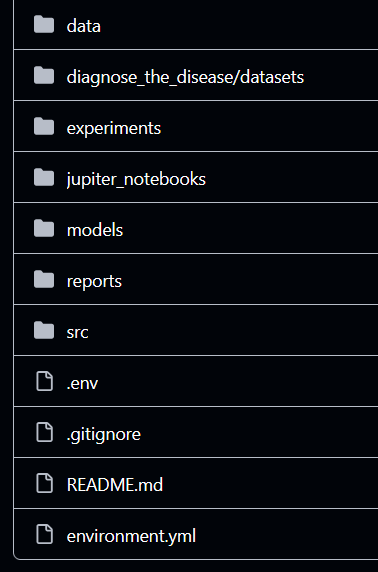 data
diagnose_the_disease/datasets
experiments
jupiter_notebooks
models
reports
src
.env
.gitignore
README.md
environment.yml